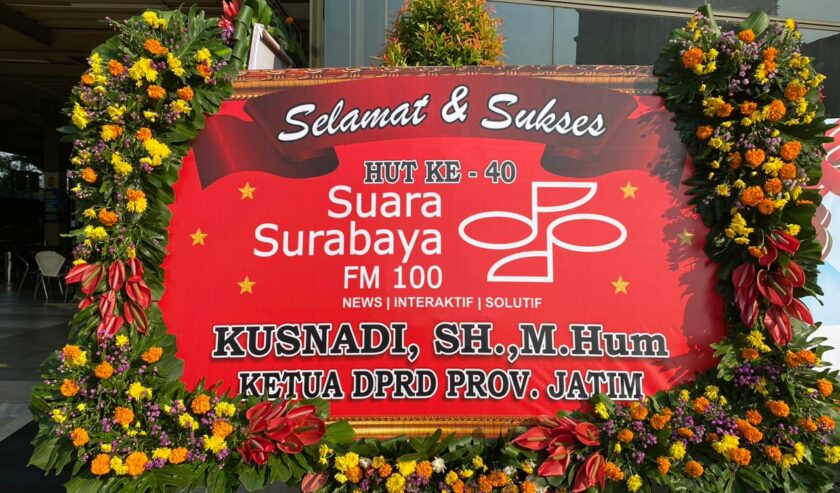 Selamat & Sukses
HUT KE - 40
Suara
Surabaya
FM 100
NEWS | INTERAKTIF | SOLUTIF
KUSNADI, SH.,M.Hum
KETUA DPRD PROV. JATIM